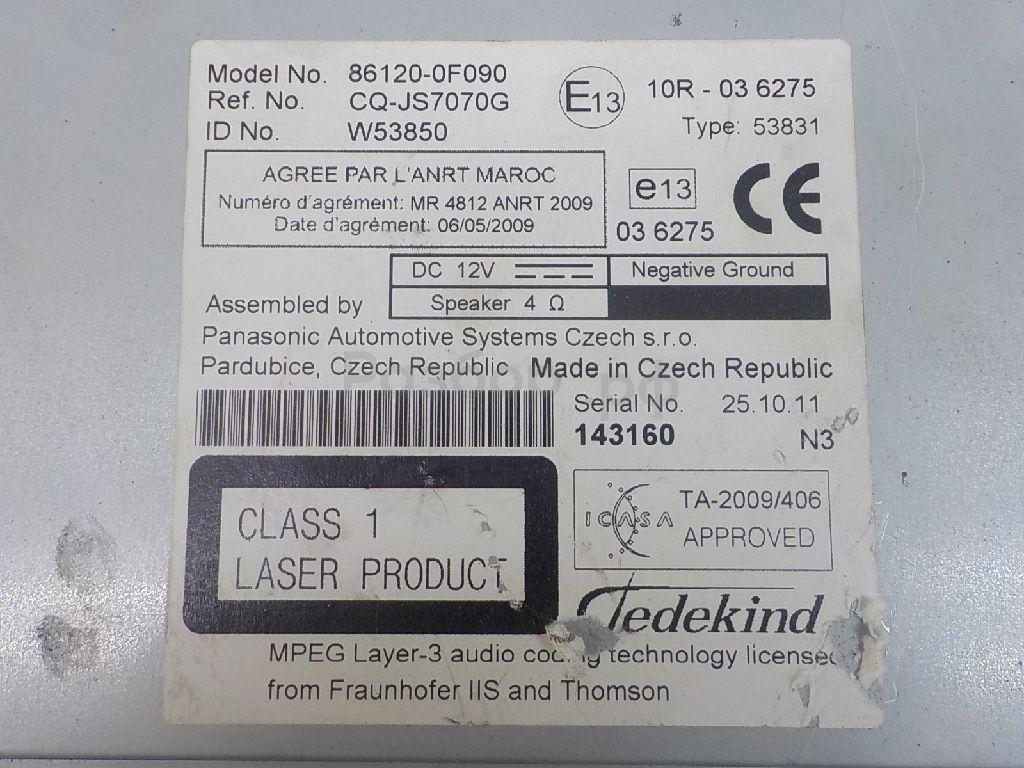 Model No. 86120-0F090
Ref. No. CQ-JS7070G
ID No. W53850
E13 10R - 03 6275
Type: 53831
AGREE PAR L'ANRT MAROC
Numéro d'agrément: MR 4812 ANRT 2009
Date d'agrément: 06/05/2009
e13
03 6275
CE
DC 12V Negative Ground
Speaker 4 Ω
Assembled by
Panasonic Automotive Systems Czech s.r.o.
Pardubice, Czech Republic Made in Czech Republic
Разбор.рф
Serial No. 25.10.11
143160 N3
CLASS 1
LASER PRODUCT
ICASA TA-2009/406
APPROVED
Tedekind
MPEG Layer-3 audio technology
from Fraunhofer IIS and Thomson